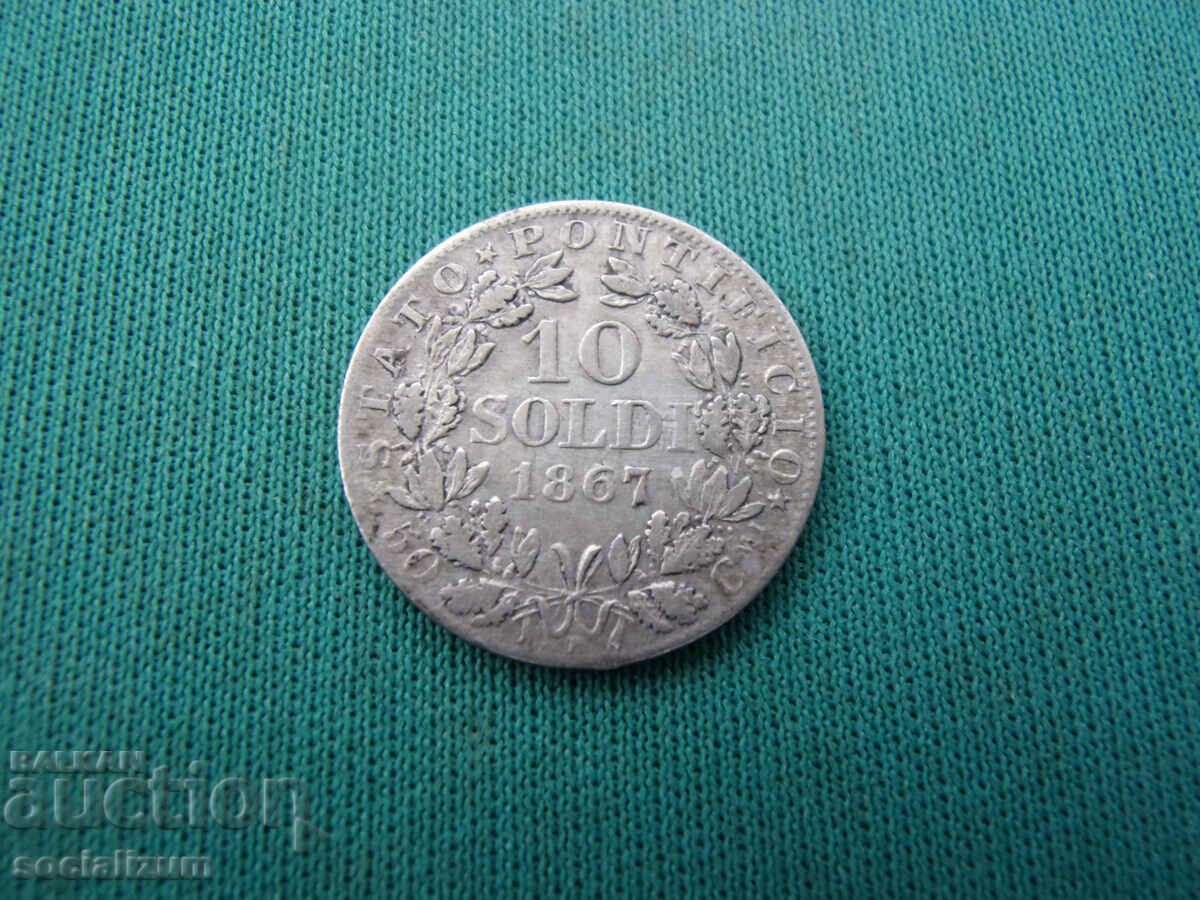 STATO ★ PONTIFICIO ★
10
SOLDI
1867
50 C
BALKAN
auction
socializum